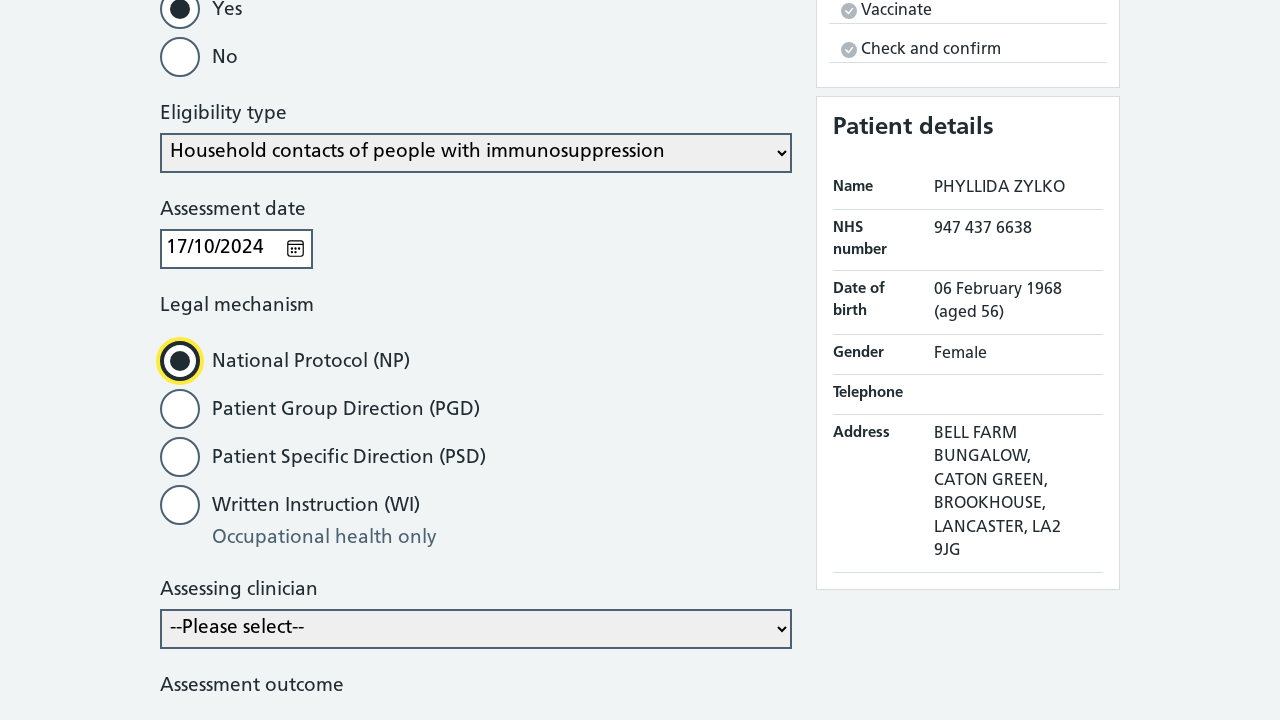 Yes
No
Eligibility type
Household contacts of people with immunosuppression
Assessment date
17/10/2024
Legal mechanism
National Protocol (NP)
Patient Group Direction (PGD)
Patient Specific Direction (PSD)
Written Instruction (WI)
Occupational health only
Assessing clinician
--Please select--
Assessment outcome
Vaccinate
Check and confirm
Patient details
Name PHYLLIDA ZYLKO
NHS number 947 437 6638
Date of birth 06 February 1968 (aged 56)
Gender Female
Telephone
Address BELL FARM
BUNGALOW,
CATON GREEN,
BROOKHOUSE,
LANCASTER, LA2
9JG